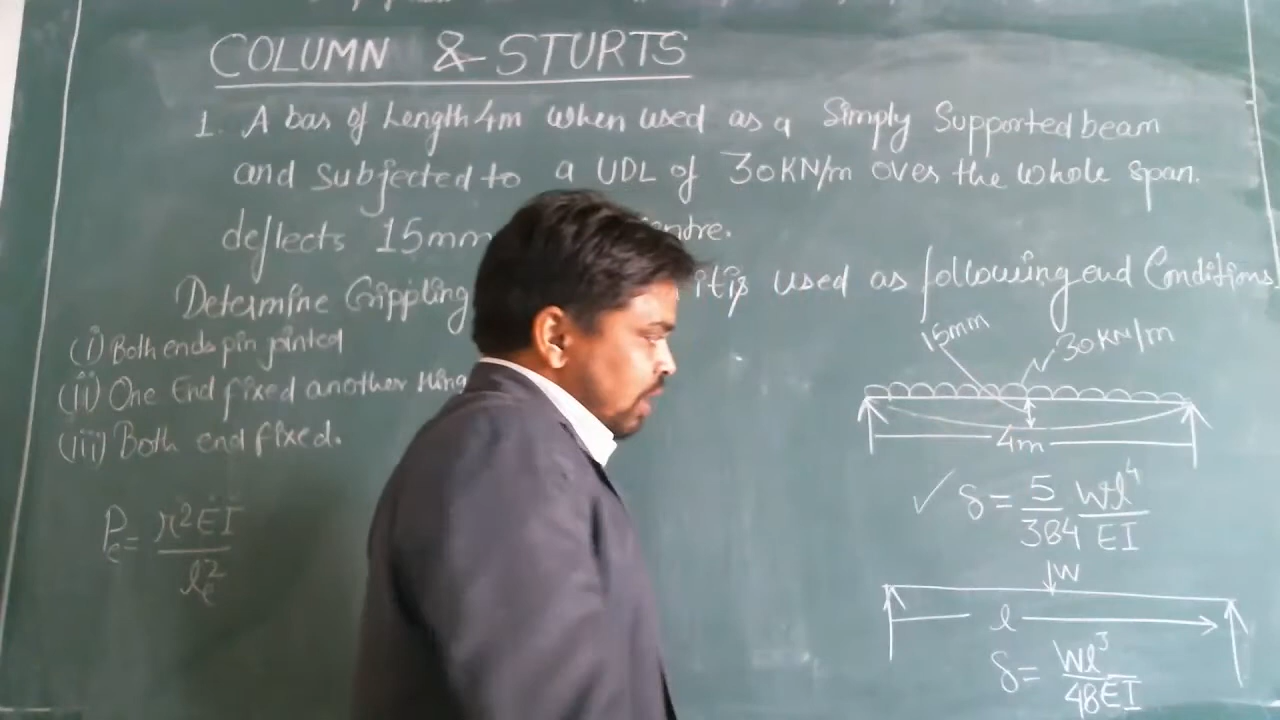 COLUMN & STURTS
1. A bar of Length 4m when used as a Simply Supported beam
and subjected to a UDL of 30KN/m over the whole span.
deflects 15mm
Determine Crippling it is used as following end Conditions
(i) Both ends pin jointed
(ii) One End fixed another
(iii) Both end fixed.
15mm
30KN/m
4m
✓ δ = 5/384 Wl⁴/EI
Pe = π²EI/le²
↓W
l
δ = Wl³/48EI